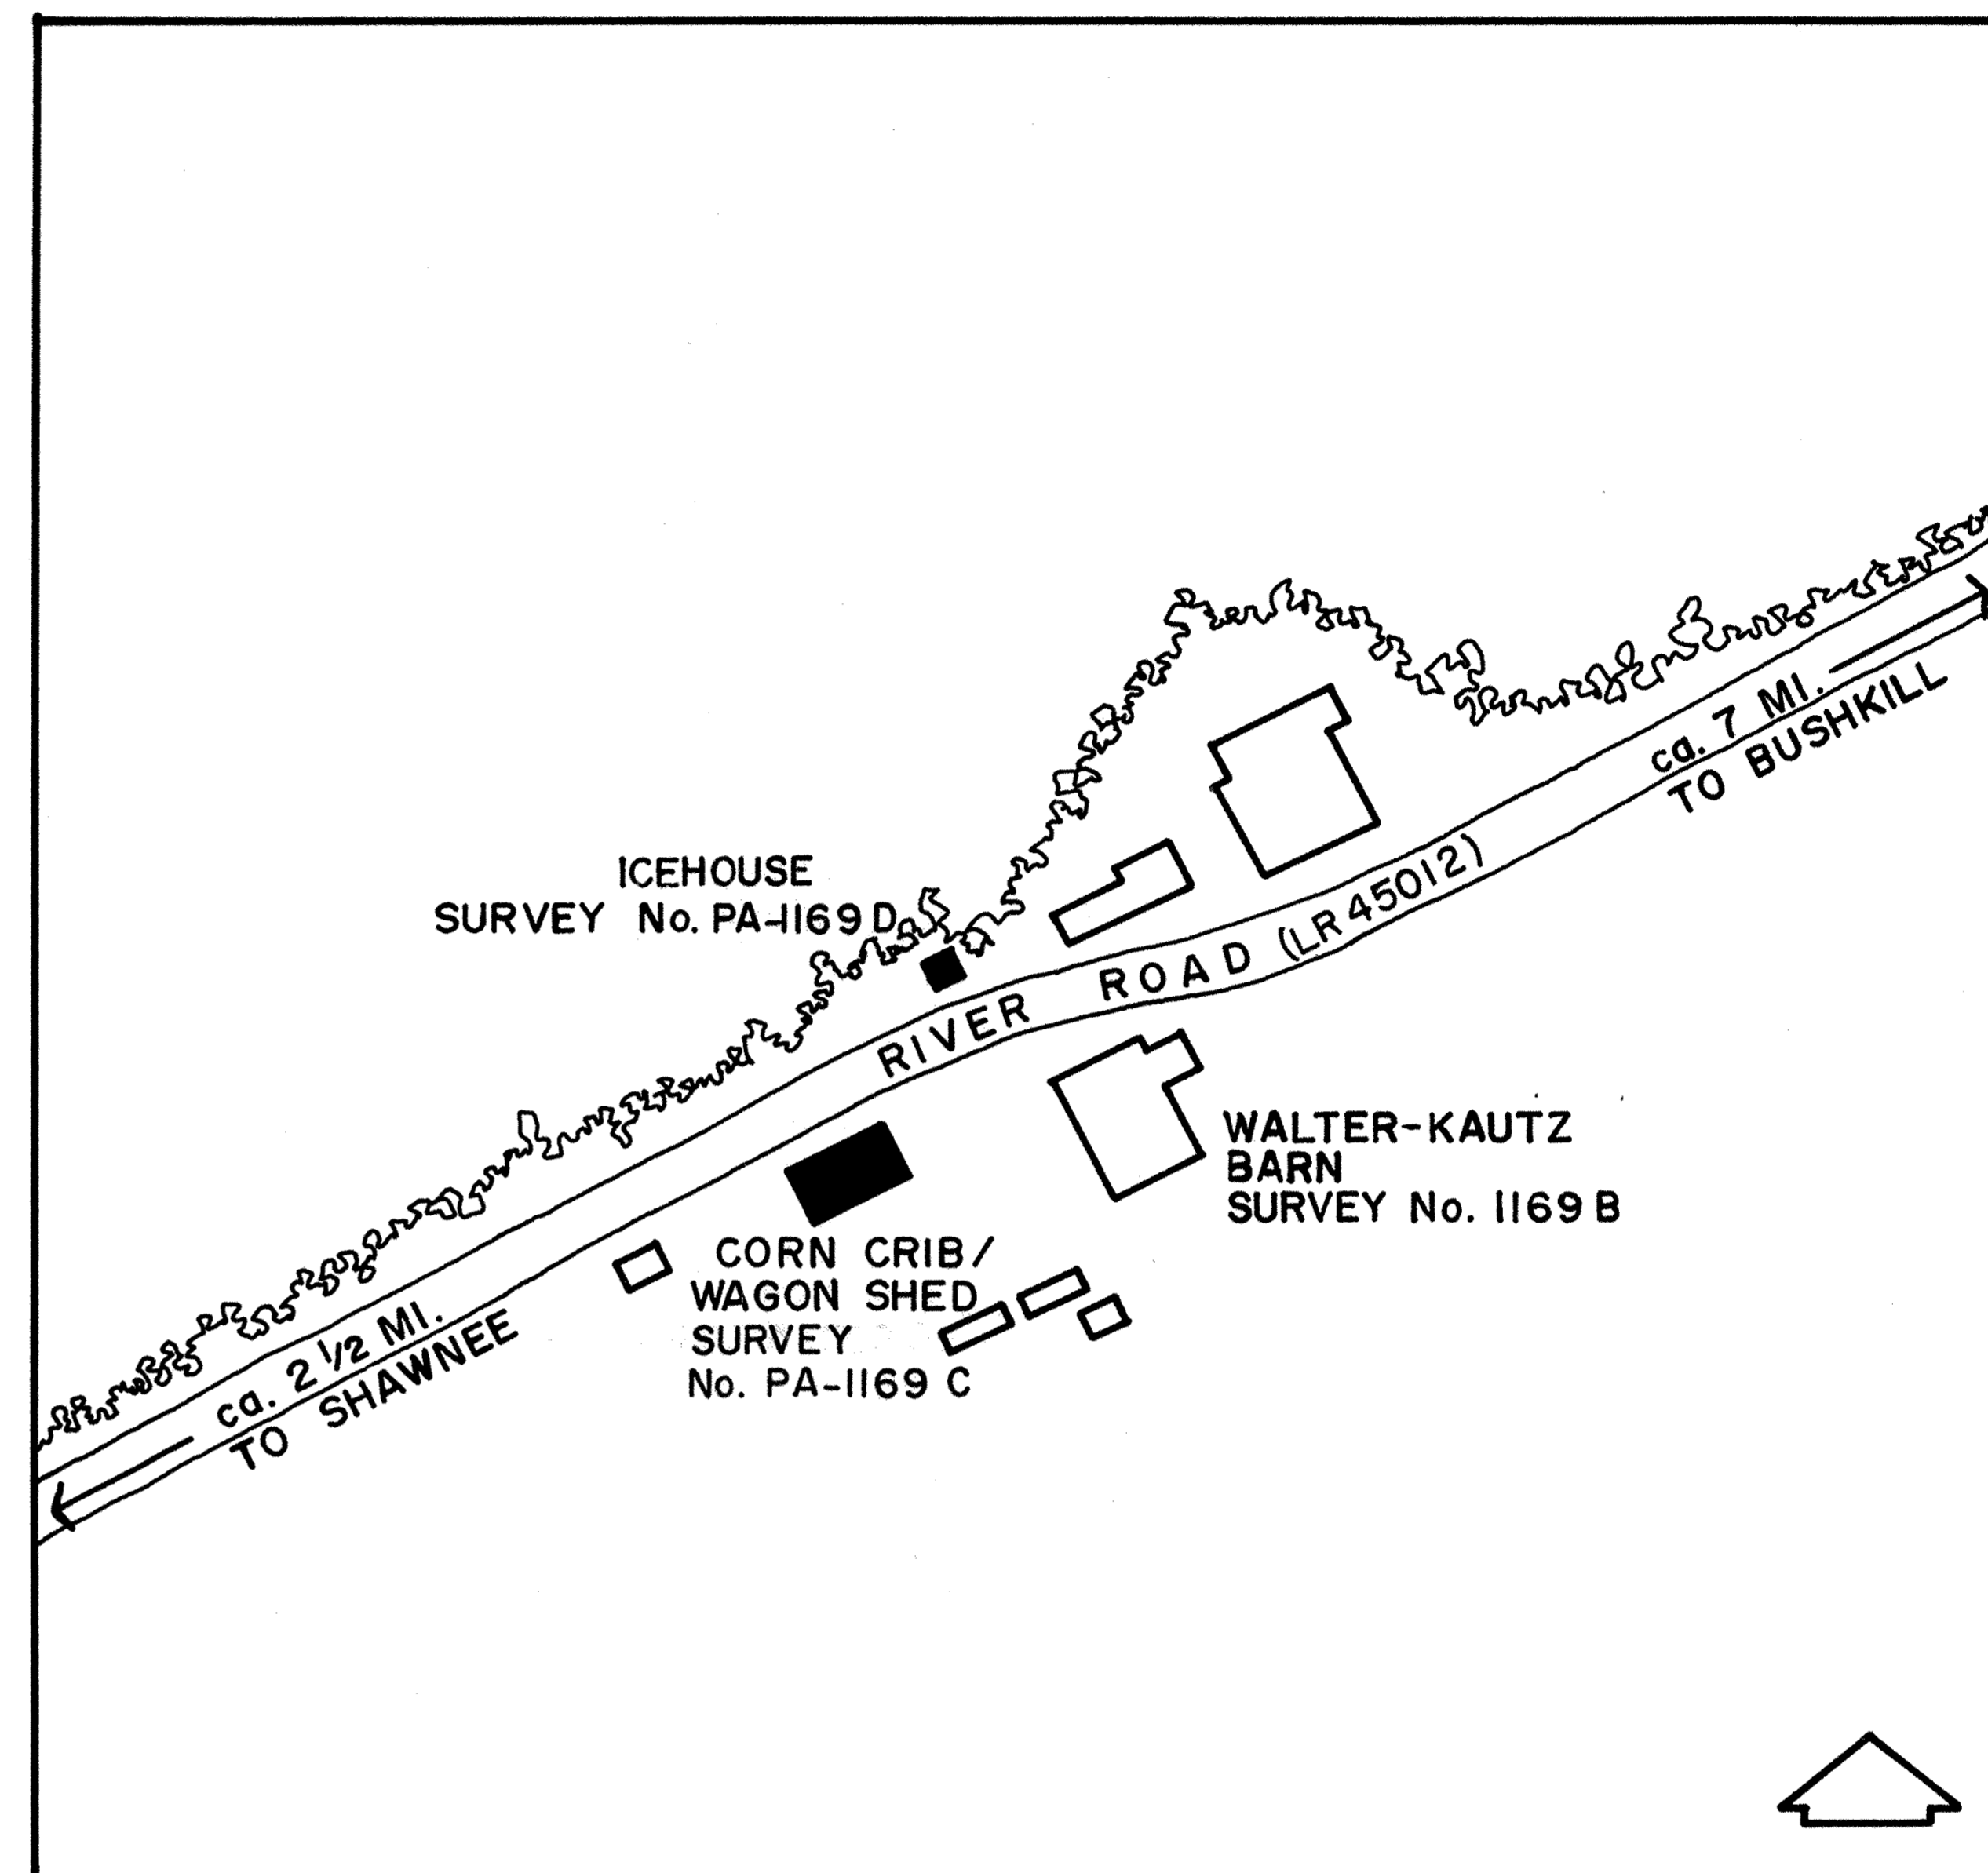 ICEHOUSE
SURVEY No. PA-1169 D
ca. 7 MI.
TO BUSHKILL
RIVER ROAD (LR 45012)
WALTER-KAUTZ
BARN
SURVEY No. 1169 B
CORN CRIB/
WAGON SHED
SURVEY
No. PA-1169 C
ca. 2 1/2 MI.
TO SHAWNEE